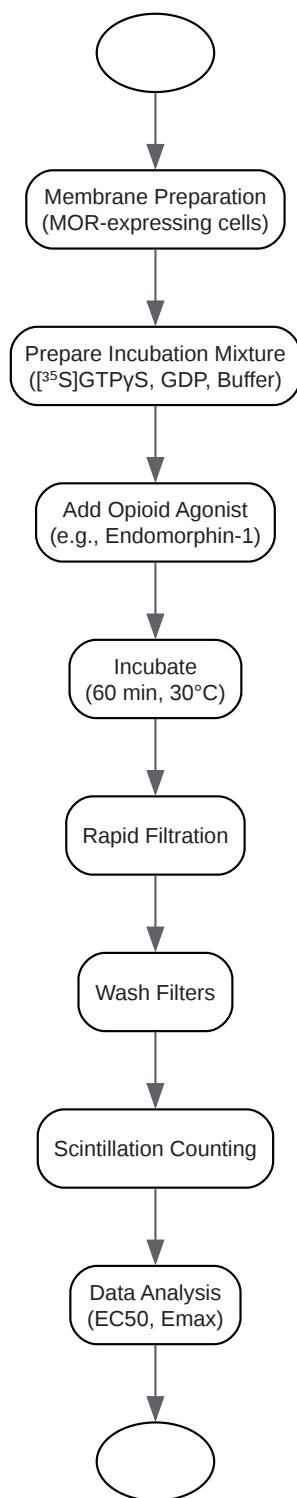 Membrane Preparation
(MOR-expressing cells)
Prepare Incubation Mixture
([³⁵S]GTPγS, GDP, Buffer)
Add Opioid Agonist
(e.g., Endomorphin-1)
Incubate
(60 min, 30°C)
Rapid Filtration
Wash Filters
Scintillation Counting
Data Analysis
(EC50, Emax)